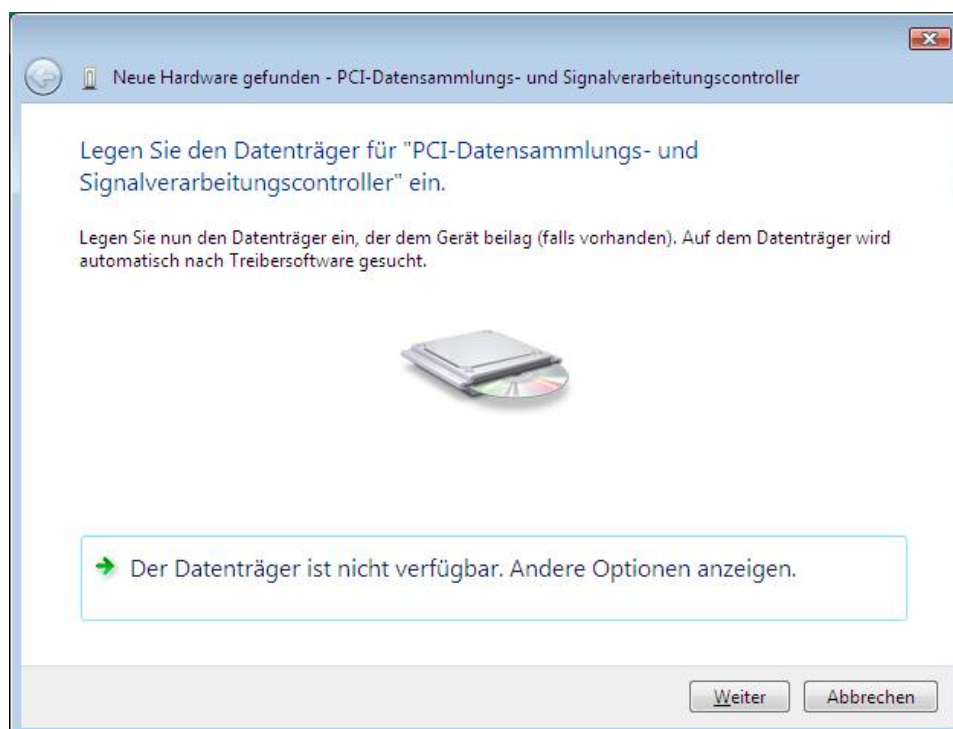 Neue Hardware gefunden - PCI-Datensammlungs- und Signalverarbeitungscontroller
Legen Sie den Datenträger für "PCI-Datensammlungs- und
Signalverarbeitungscontroller" ein.
Legen Sie nun den Datenträger ein, der dem Gerät beilag (falls vorhanden). Auf dem Datenträger wird
automatisch nach Treibersoftware gesucht.
Der Datenträger ist nicht verfügbar. Andere Optionen anzeigen.
Weiter Abbrechen